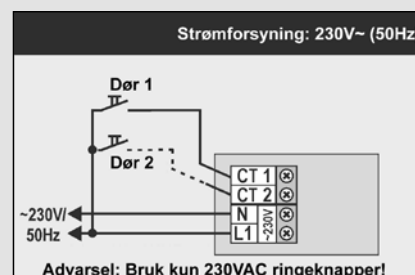 Strømforsyning: 230V~ (50Hz
Dør 1
Dør 2
CT 1
CT 2
~230V/
N
~230V
50Hz
L1
Advarsel: Bruk kun 230VAC ringeknapper!